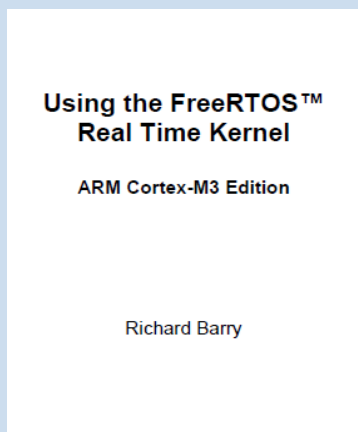 Using the FreeRTOS™
Real Time Kernel
ARM Cortex-M3 Edition
Richard Barry